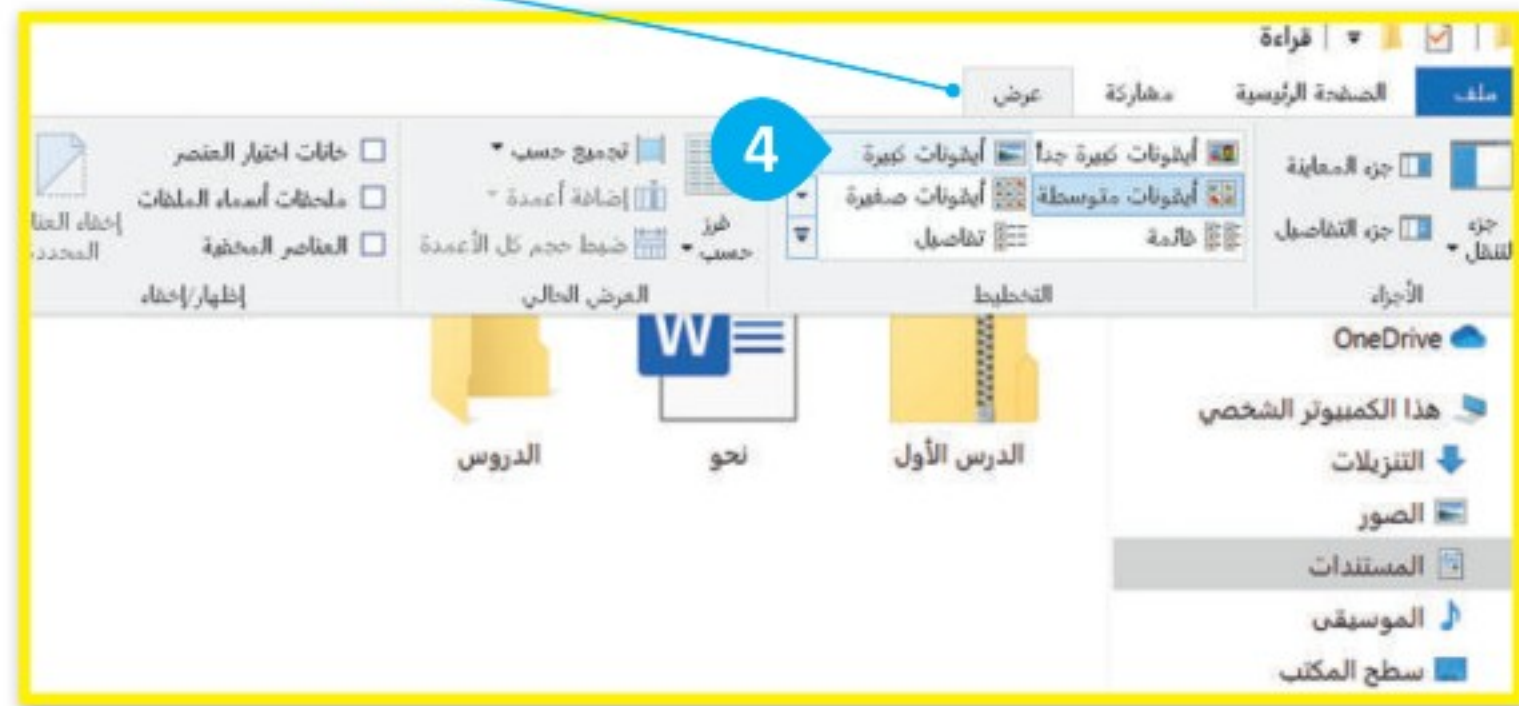 قراءة
ملف الصفحة الرئيسية مشاركة عرض
4
جزء المعاينة
جزء التفاصيل
جزء
الأجزاء
أيقونات كبيرة جداً أيقونات كبيرة
أيقونات متوسطة أيقونات صغيرة
قائمة تفاصيل
التخطيط
فرز
حسب
تجميع حسب
إضافة أعمدة
ضبط حجم كل الأعمدة
العرض الحالي
خانات اختيار العنصر
ملحقات أسماء الملفات
العناصر المخفية
إخفاء
إظهار/إخفاء
OneDrive
هذا الكمبيوتر الشخصي
التنزيلات
الصور
المستندات
الموسيقى
سطح المكتب
W
الدرس الأول نحو الدروس